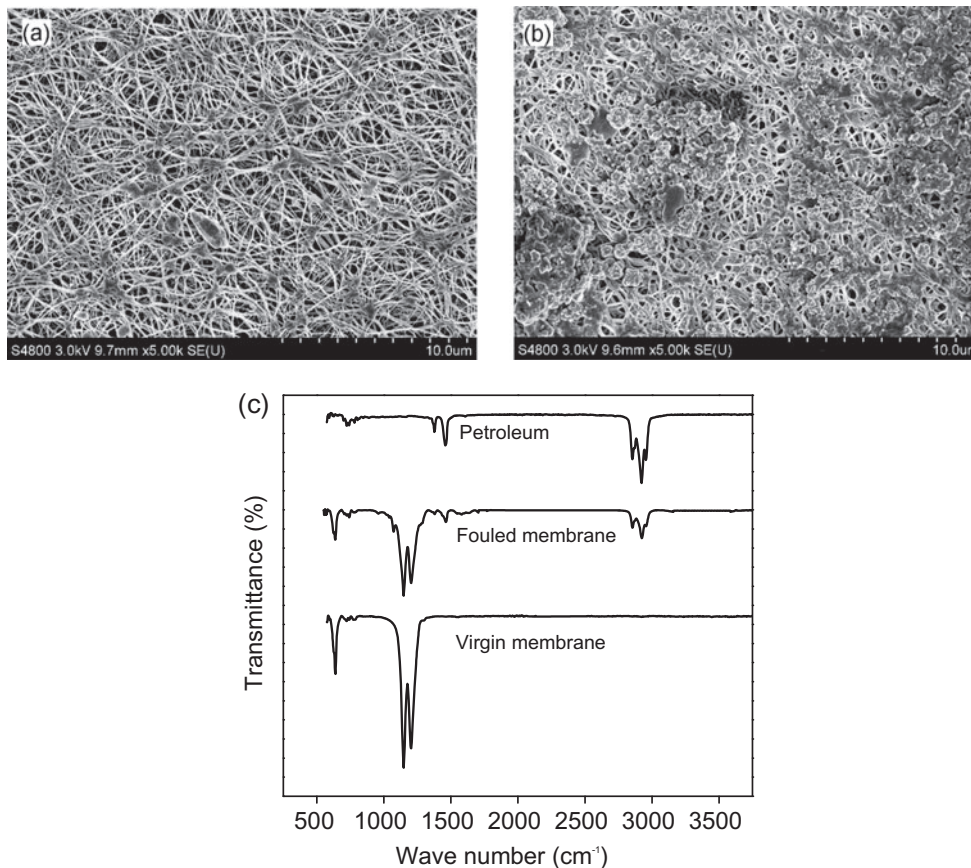 (a)
S4800 3.0kV 9.7mm x5.00k SE(U)
10.0um
(b)
S4800 3.0kV 9.6mm x5.00k SE(U)
10.0um
(c)
Petroleum
Fouled membrane
Virgin membrane
Transmittance (%)
500 1000 1500 2000 2500 3000 3500
Wave number (cm⁻¹)